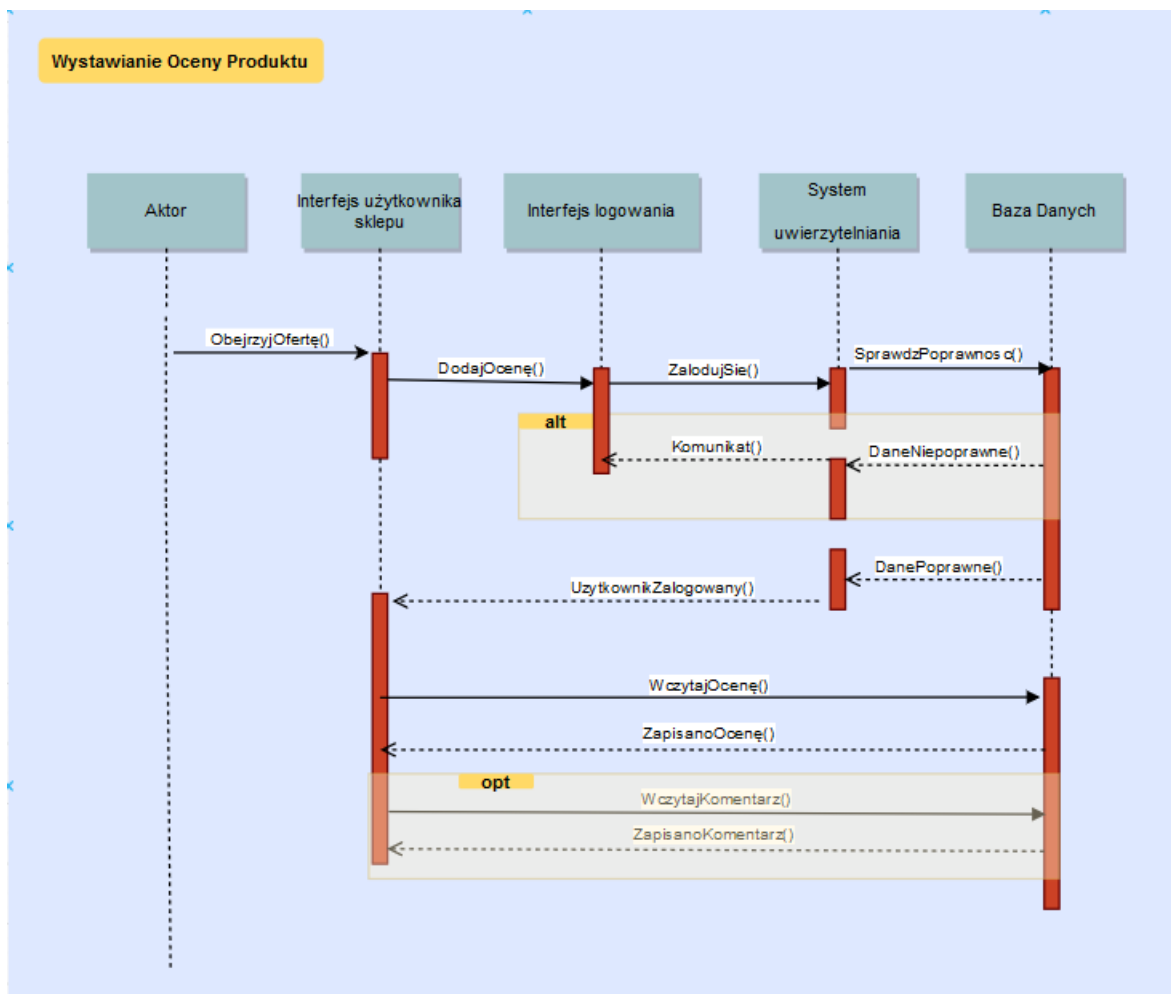 Wystawianie Oceny Produktu
Aktor
Interfejs użytkownika
sklepu
Interfejs logowania
System
uwierzytelniania
Baza Danych
ObejrzyjOfertę()
DodajOcenę()
ZalodujSie()
SprawdzPoprawnosc()
alt
Komunikat()
DaneNiepoprawne()
DanePoprawne()
UzytkownikZalogowany()
WczytajOcenę()
ZapisanoOcenę()
opt
WczytajKomentarz()
ZapisanoKomentarz()